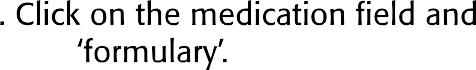 . Click on the medication field and
‘formulary’.